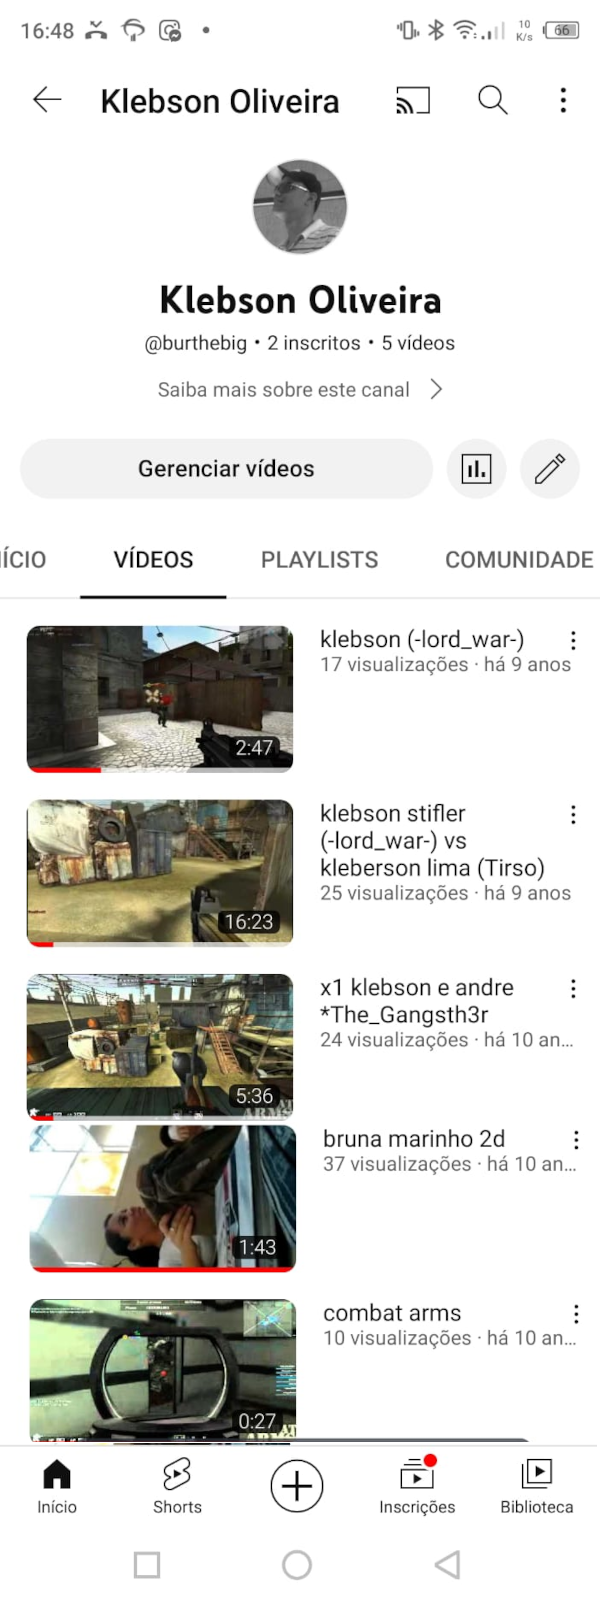 16:48
10
K/s
66
Klebson Oliveira
Klebson Oliveira
@burthebig • 2 inscritos • 5 vídeos
Saiba mais sobre este canal
Gerenciar vídeos
ÍCIO
VÍDEOS
PLAYLISTS
COMUNIDADE
klebson (-lord_war-)
17 visualizações · há 9 anos
2:47
klebson stifler
(-lord_war-) vs
kleberson lima (Tirso)
25 visualizações · há 9 anos
16:23
x1 klebson e andre
*The_Gangsth3r
24 visualizações · há 10 an...
5:36
bruna marinho 2d
37 visualizações · há 10 an...
1:43
combat arms
10 visualizações · há 10 an...
0:27
Início
Shorts
Inscrições
Biblioteca